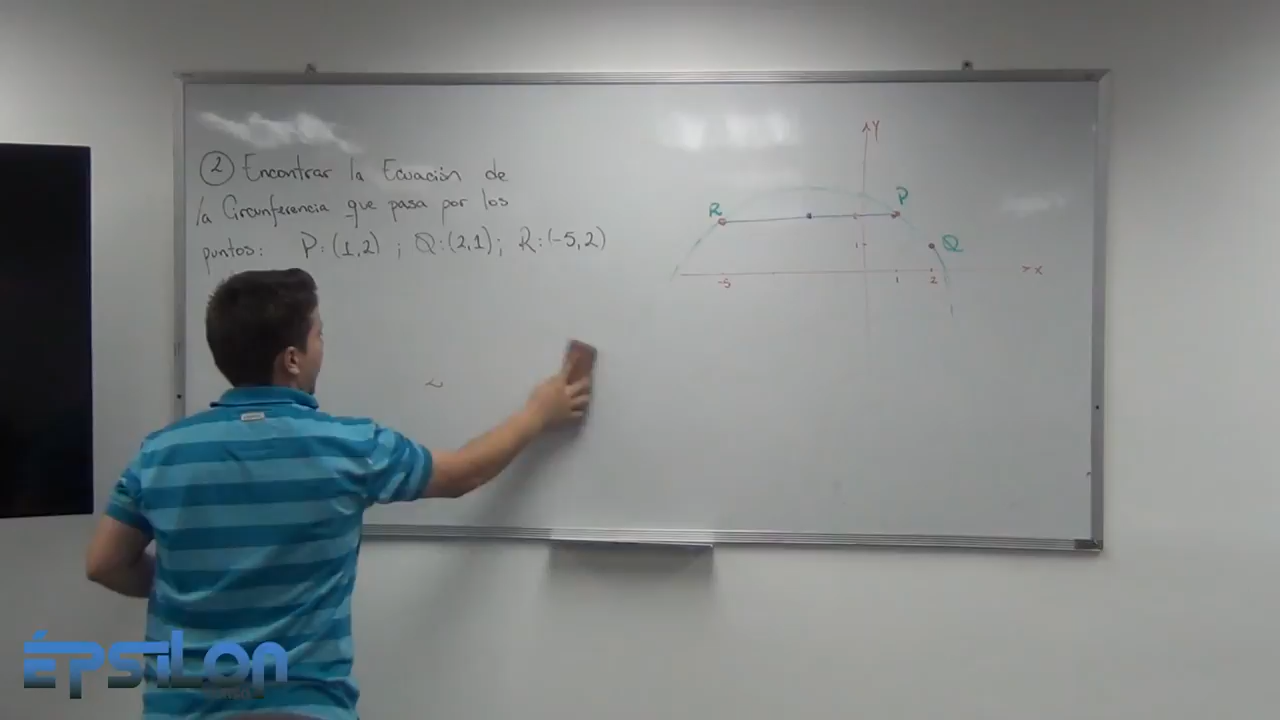 ② Encontrar la Ecuación de
la Circunferencia que pasa por los
puntos: P:(1,2) ; Q:(2,1); R:(-5,2)
Y
R
P
Q
1
-5
1
2
x
ÉPSILON